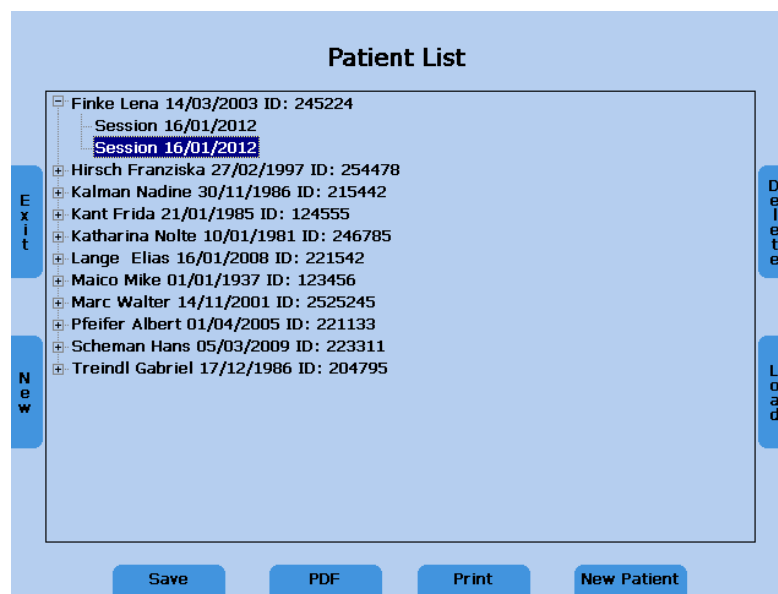 Patient List
Finke Lena 14/03/2003 ID: 245224
Session 16/01/2012
Session 16/01/2012
Hirsch Franziska 27/02/1997 ID: 254478
Kalman Nadine 30/11/1986 ID: 215442
Kant Frida 21/01/1985 ID: 124555
Katharina Nolte 10/01/1981 ID: 246785
Lange  Elias 16/01/2008 ID: 221542
Maico Mike 01/01/1937 ID: 123456
Marc Walter 14/11/2001 ID: 2525245
Pfeifer Albert 01/04/2005 ID: 221133
Scheman Hans 05/03/2009 ID: 223311
Treindl Gabriel 17/12/1986 ID: 204795
Exit
Delete
New
Load
Save
PDF
Print
New Patient